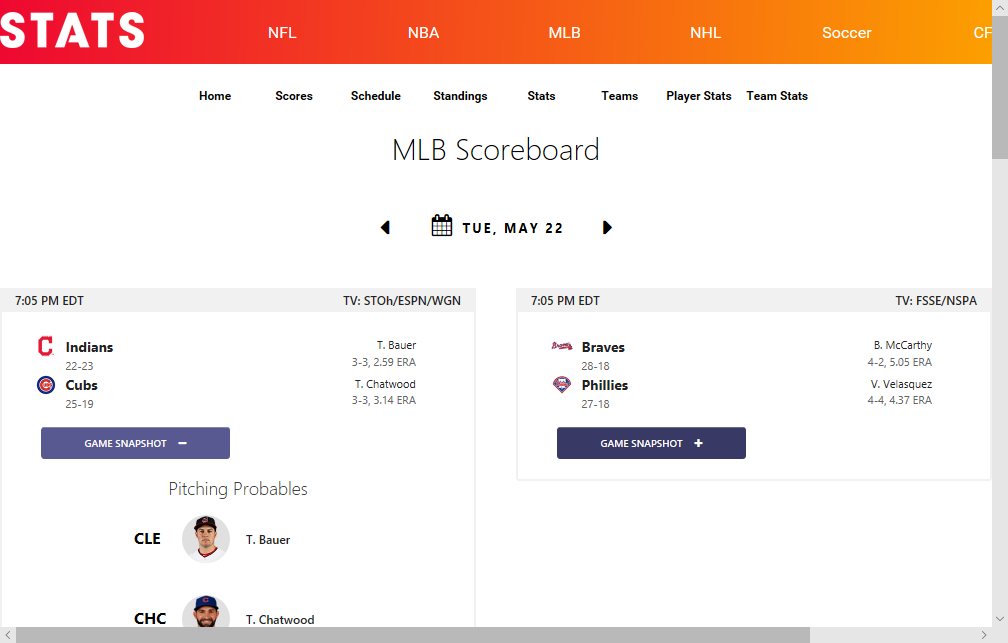 STATS NFL NBA MLB NHL Soccer CF
Home Scores Schedule Standings Stats Teams Player Stats Team Stats
MLB Scoreboard
TUE, MAY 22
7:05 PM EDT TV: STOh/ESPN/WGN
Indians T. Bauer
22-23 3-3, 2.59 ERA
Cubs T. Chatwood
25-19 3-3, 3.14 ERA
GAME SNAPSHOT −
Pitching Probables
CLE T. Bauer
CHC T. Chatwood
7:05 PM EDT TV: FSSE/NSPA
Braves B. McCarthy
28-18 4-2, 5.05 ERA
Phillies V. Velasquez
27-18 4-4, 4.37 ERA
GAME SNAPSHOT +